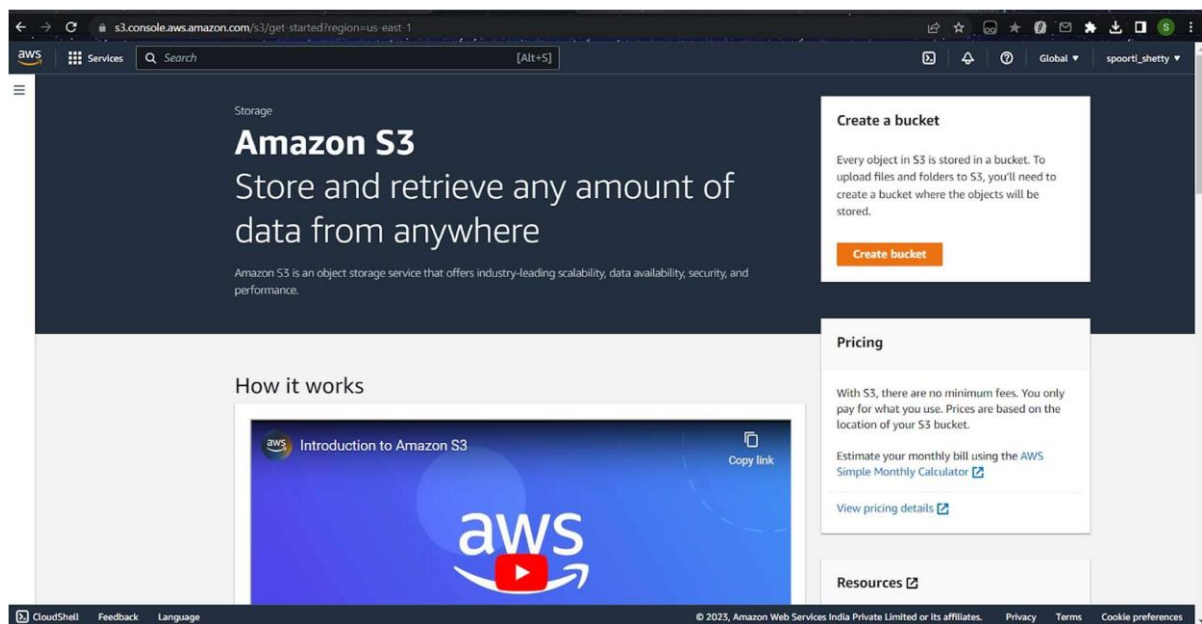 s3.console.aws.amazon.com/s3/get-started?region=us-east-1
aws
Services
Search
[Alt+S]
Global
spoorti_shetty
S
Storage
Amazon S3
Store and retrieve any amount of
data from anywhere
Amazon S3 is an object storage service that offers industry-leading scalability, data availability, security, and
performance.
Create a bucket
Every object in S3 is stored in a bucket. To
upload files and folders to S3, you'll need to
create a bucket where the objects will be
stored.
Create bucket
How it works
aws
Introduction to Amazon S3
Copy link
aws
Pricing
With S3, there are no minimum fees. You only
pay for what you use. Prices are based on the
location of your S3 bucket.
Estimate your monthly bill using the AWS
Simple Monthly Calculator
View pricing details
Resources
CloudShell
Feedback
Language
© 2023, Amazon Web Services India Private Limited or its affiliates.
Privacy
Terms
Cookie preferences